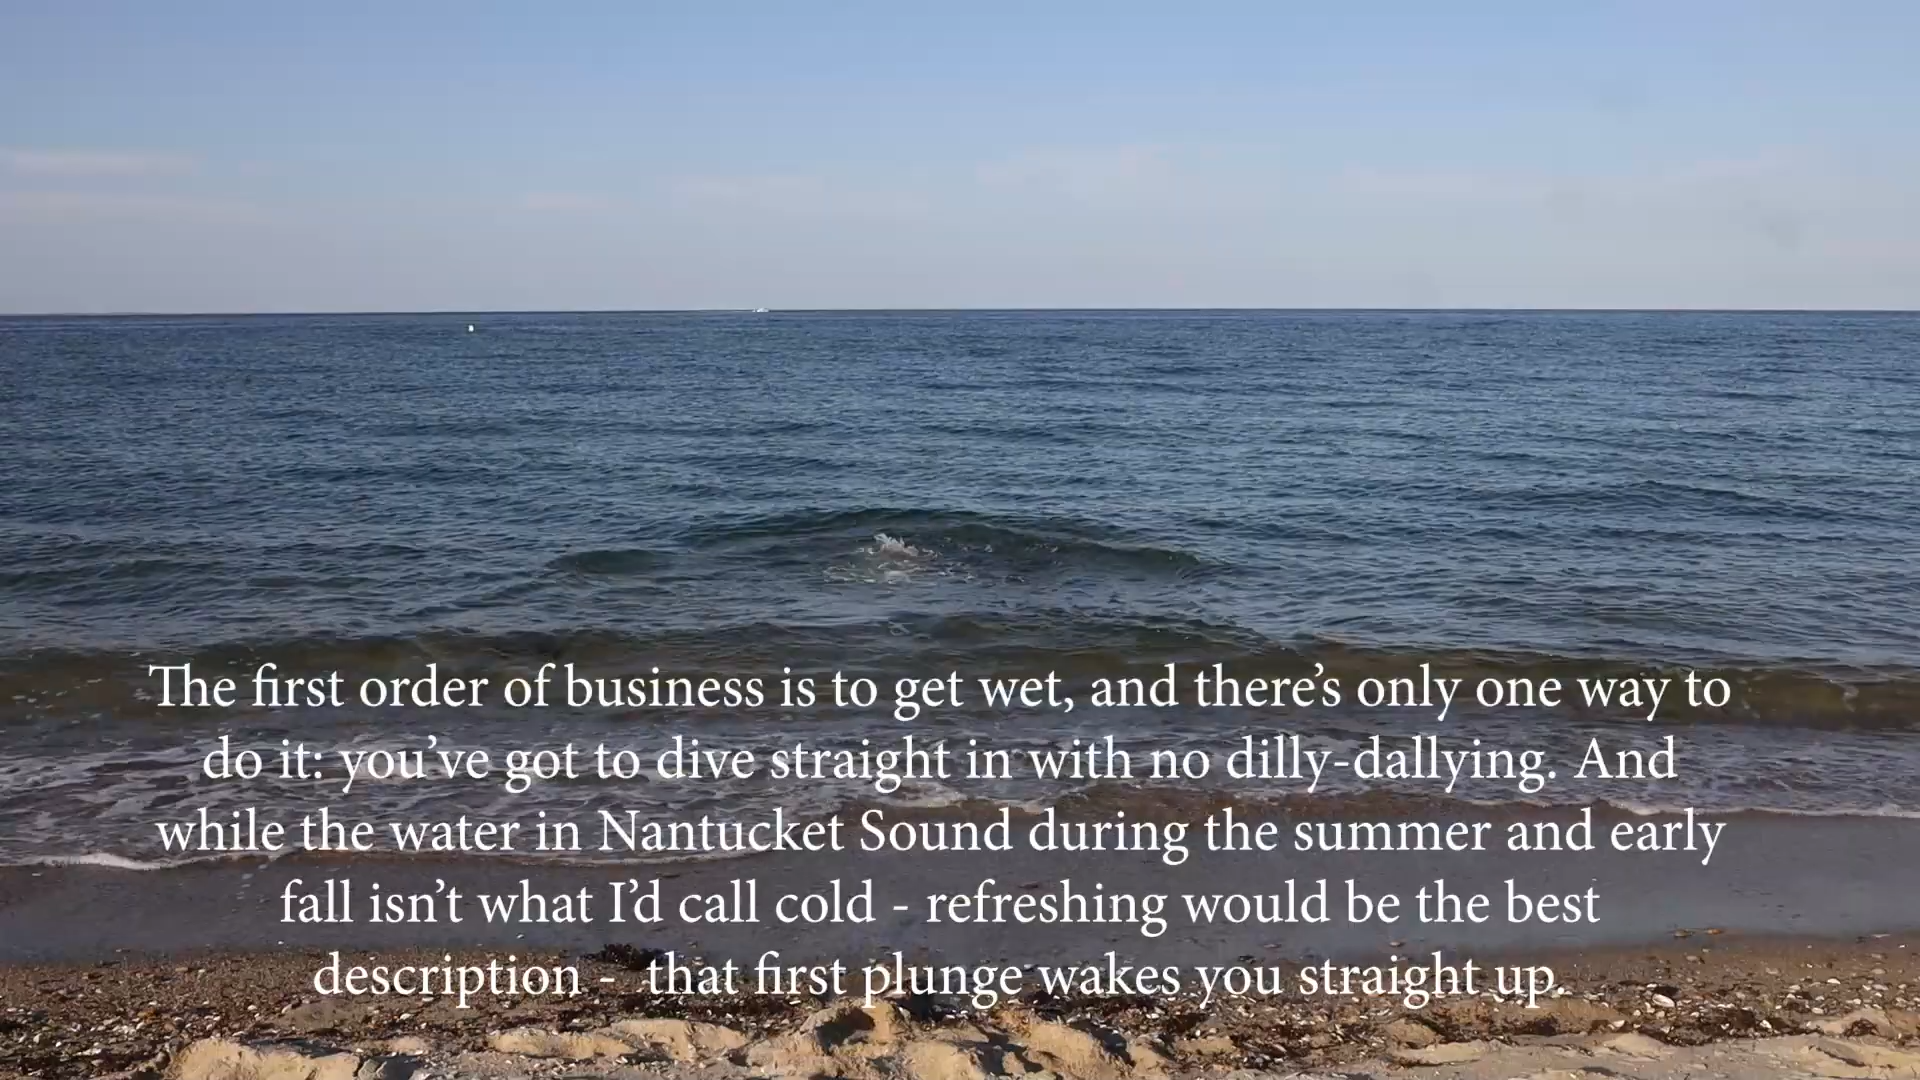 The first order of business is to get wet, and there’s only one way to
do it: you’ve got to dive straight in with no dilly-dallying. And
while the water in Nantucket Sound during the summer and early
fall isn’t what I’d call cold - refreshing would be the best
description -  that first plunge wakes you straight up.